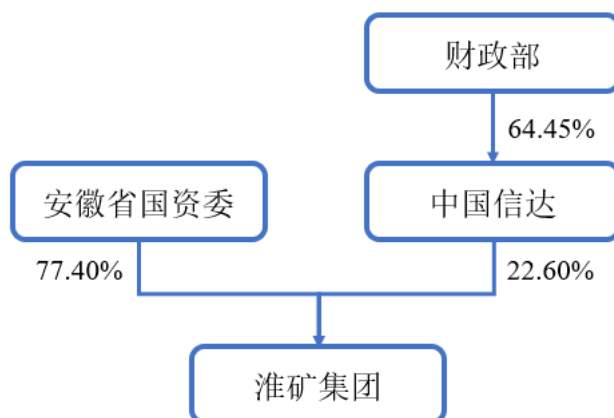 财政部
64.45%
安徽省国资委
中国信达
77.40%
22.60%
淮矿集团